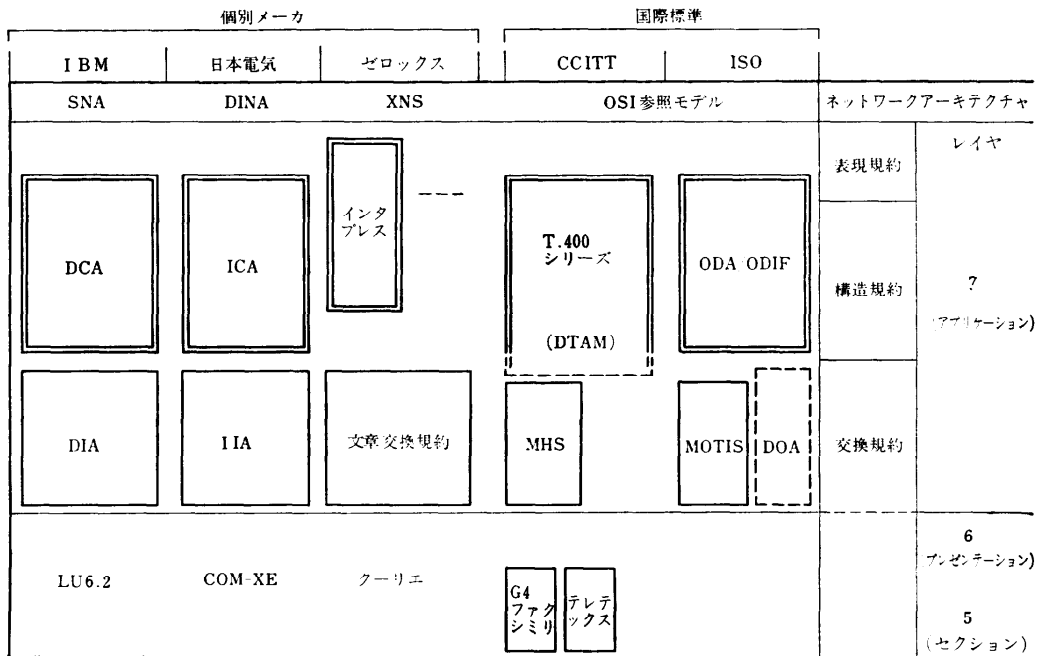 個別メーカ
国際標準
IBM
日本電気
ゼロックス
CCITT
ISO
SNA
DINA
XNS
OSI参照モデル
ネットワークアーキテクチャ
レイヤ
表現規約
インタ
プレス
DCA
ICA
T.400
シリーズ
(DTAM)
ODA ODIF
構造規約
?
(アプリケーション)
DIA
IIA
文章交換規約
MHS
MOTIS
DOA
交換規約
LU6.2
COM-XE
クーリエ
G4
ファク
シミリ
テレテ
ックス
6
プレゼンテーション)
5
(セクション)